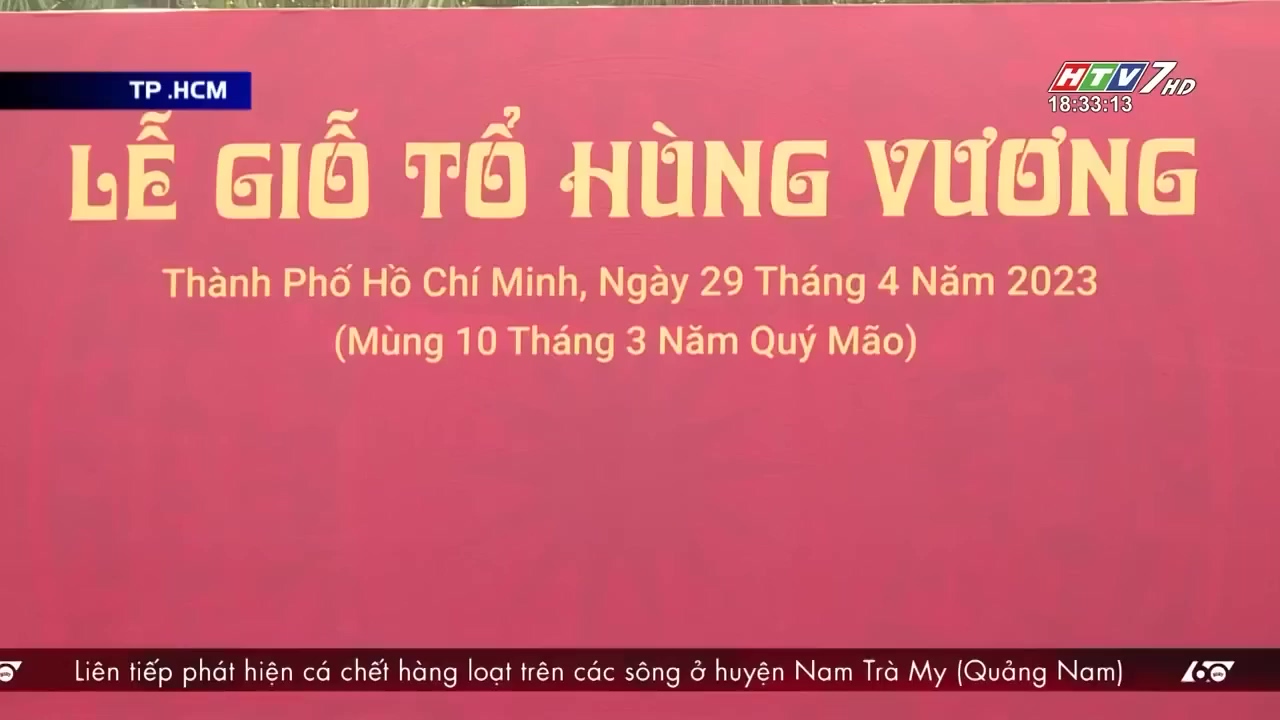 TP .HCM
HTV7 HD
18:33:13
LỄ GIỖ TỔ HÙNG VƯƠNG
Thành Phố Hồ Chí Minh, Ngày 29 Tháng 4 Năm 2023
(Mùng 10 Tháng 3 Năm Quý Mão)
Liên tiếp phát hiện cá chết hàng loạt trên các sông ở huyện Nam Trà My (Quảng Nam)
60 giây